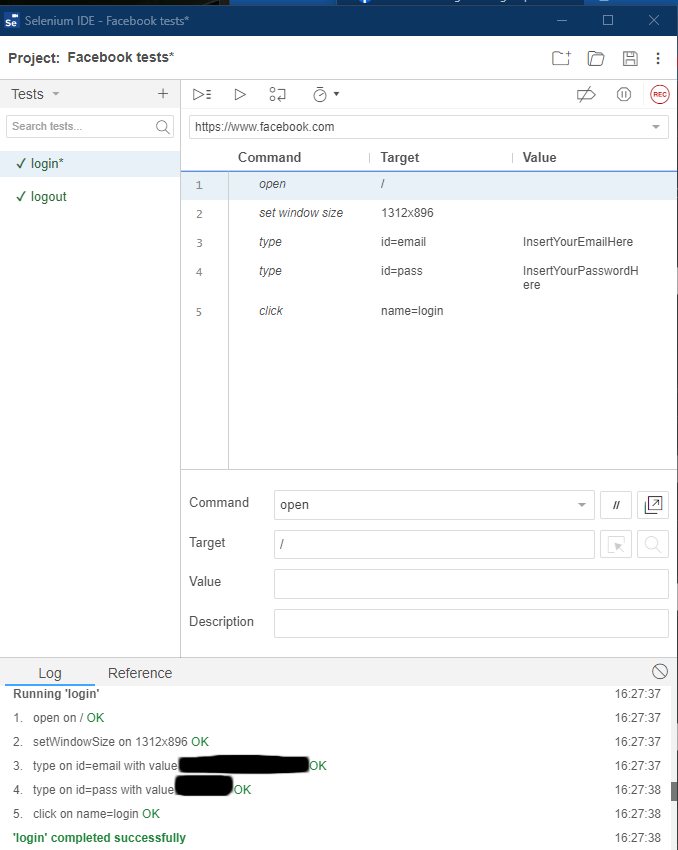 Se
Selenium IDE - Facebook tests*
Project: Facebook tests*
Tests
Search tests...
✓ login*
✓ logout
REC
https://www.facebook.com
Command Target Value
1 open /
2 set window size 1312x896
3 type id=email InsertYourEmailHere
4 type id=pass InsertYourPasswordH
ere
5 click name=login
Command open //
Target /
Value
Description
Log Reference
Running 'login' 16:27:37
1. open on / OK 16:27:37
2. setWindowSize on 1312x896 OK 16:27:37
3. type on id=email with value OK 16:27:37
4. type on id=pass with value OK 16:27:38
5. click on name=login OK 16:27:38
'login' completed successfully 16:27:38